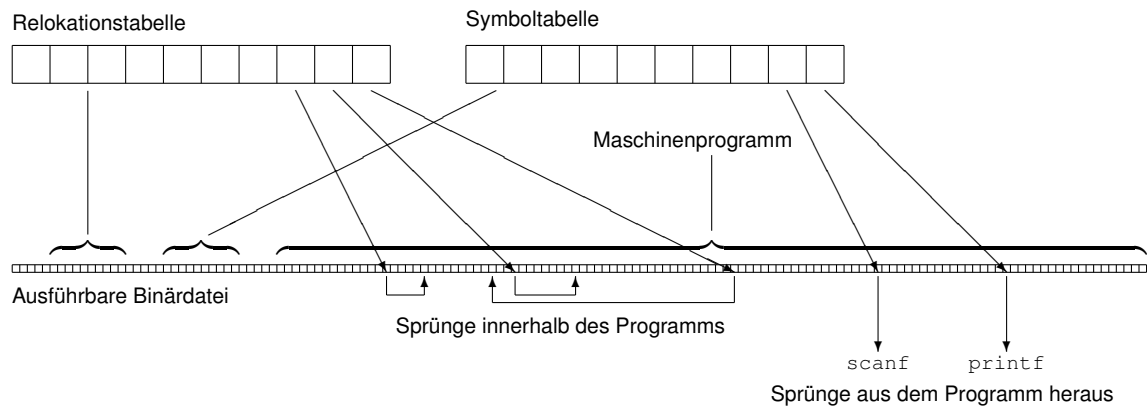 Relokationstabelle
Symboltabelle
Maschinenprogramm
Ausführbare Binärdatei
Sprünge innerhalb des Programms
scanf
printf
Sprünge aus dem Programm heraus